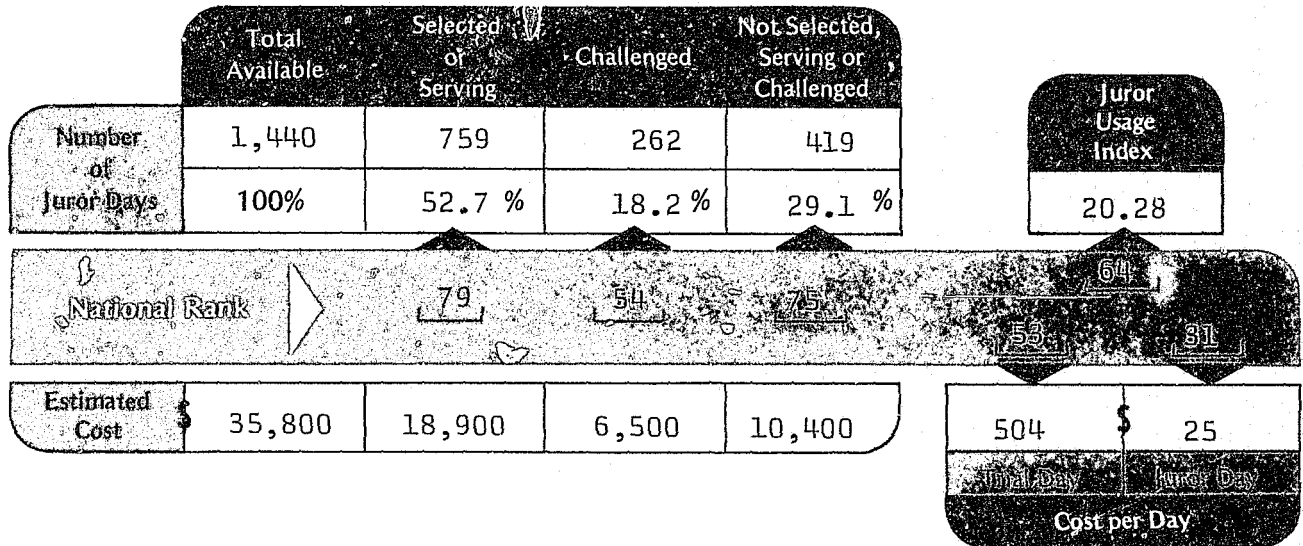 Total
Available
Selected
or
Serving
Challenged
Not Selected,
Serving or
Challenged
Juror
Usage
Index
Number
of
Juror Days
1,440 759 262 419
100% 52.7 % 18.2 % 29.1 %
20.28
National Rank
79 54 75 64
53 31
Estimated
Cost
$ 35,800 18,900 6,500 10,400
504 $ 25
Trial Day Juror Day
Cost per Day